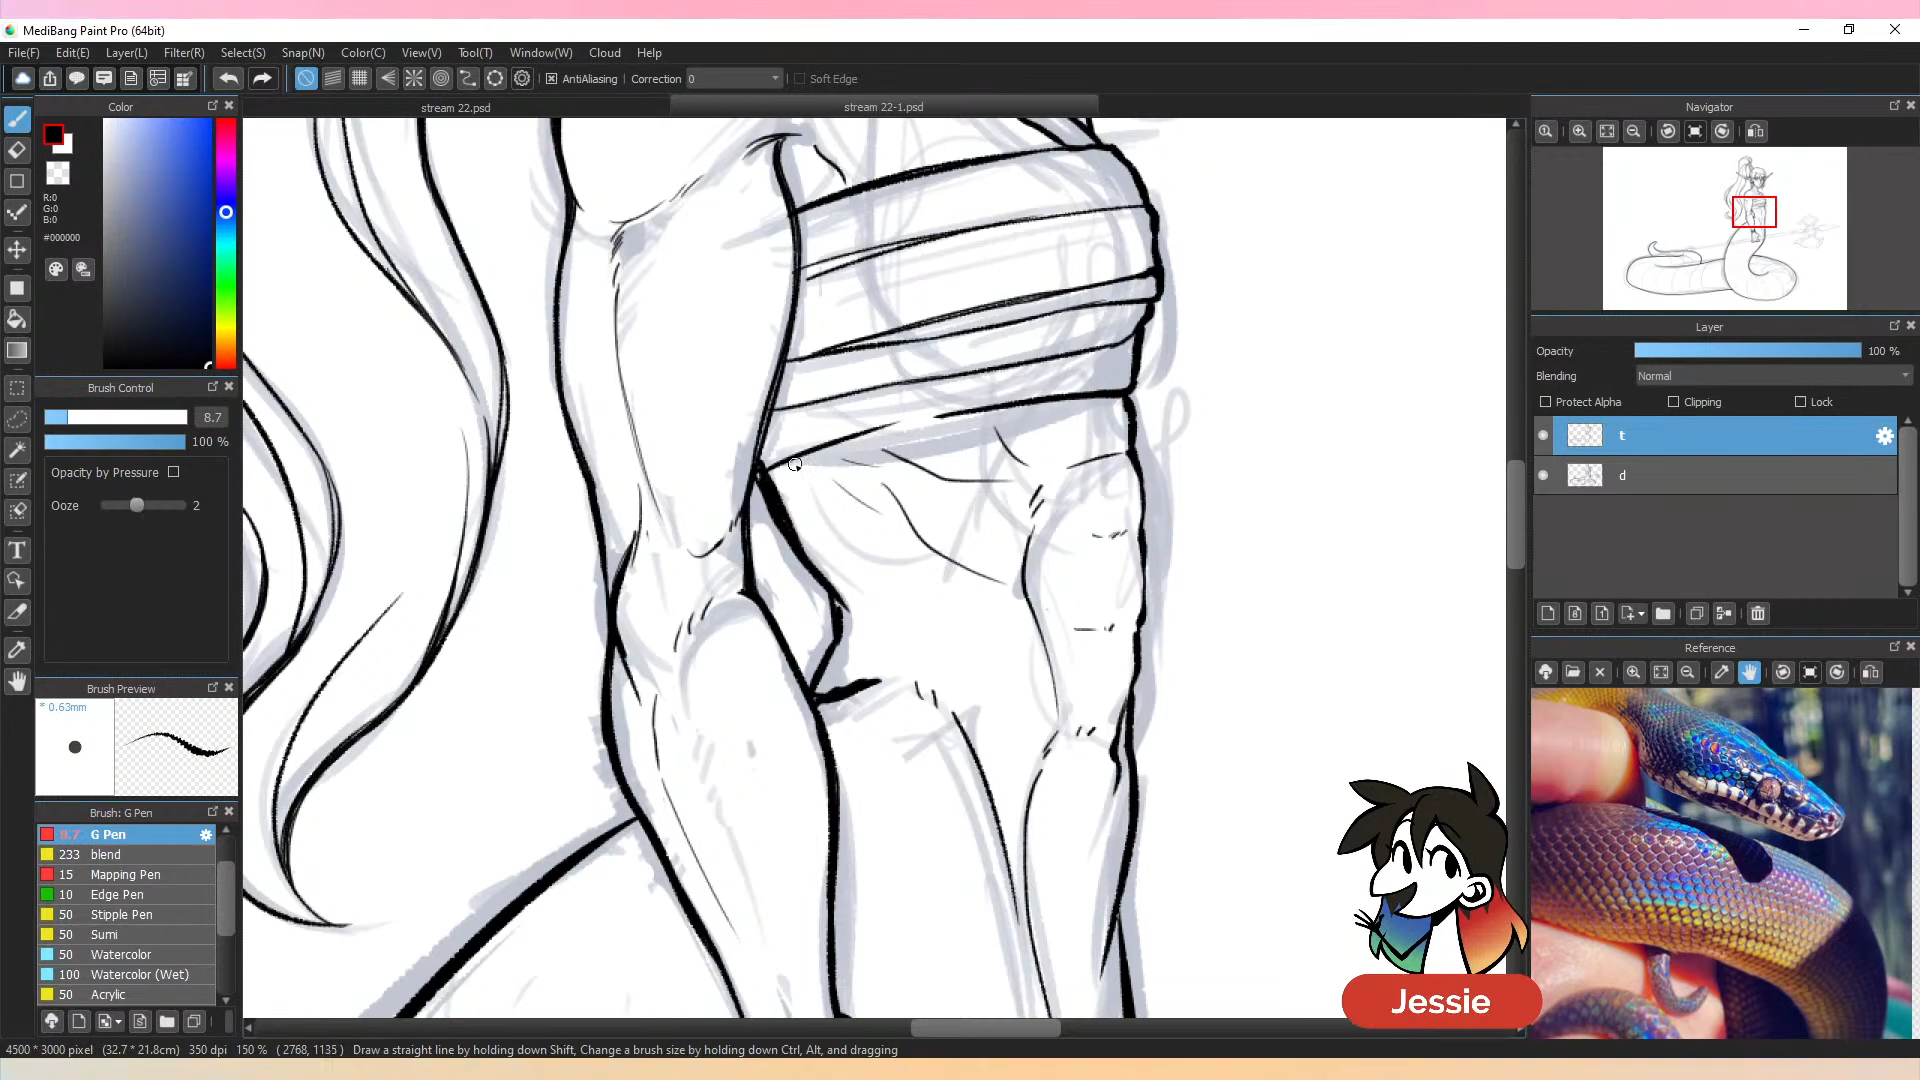 MediBang Paint Pro (64bit)
File(F) Edit(E) Layer(L) Filter(R) Select(S) Snap(N) Color(C) View(V) Tool(T) Window(W) Cloud Help
AntiAliasing Correction 0 Soft Edge
Color
stream 22.psd
stream 22-1.psd
Navigator
R:0
G:0
B:0
#000000
Layer
Opacity 100 %
Blending Normal
Protect Alpha Clipping Lock
t
d
Brush Control
8.7
100 %
Opacity by Pressure
Ooze 2
T
Reference
Brush Preview
* 0.63mm
Brush: G Pen
8.7 G Pen
233 blend
15 Mapping Pen
10 Edge Pen
50 Stipple Pen
50 Sumi
50 Watercolor
100 Watercolor (Wet)
50 Acrylic
Jessie
4500 * 3000 pixel (32.7 * 21.8cm) 350 dpi 150 % ( 2768, 1135 ) Draw a straight line by holding down Shift, Change a brush size by holding down Ctrl, Alt, and dragging